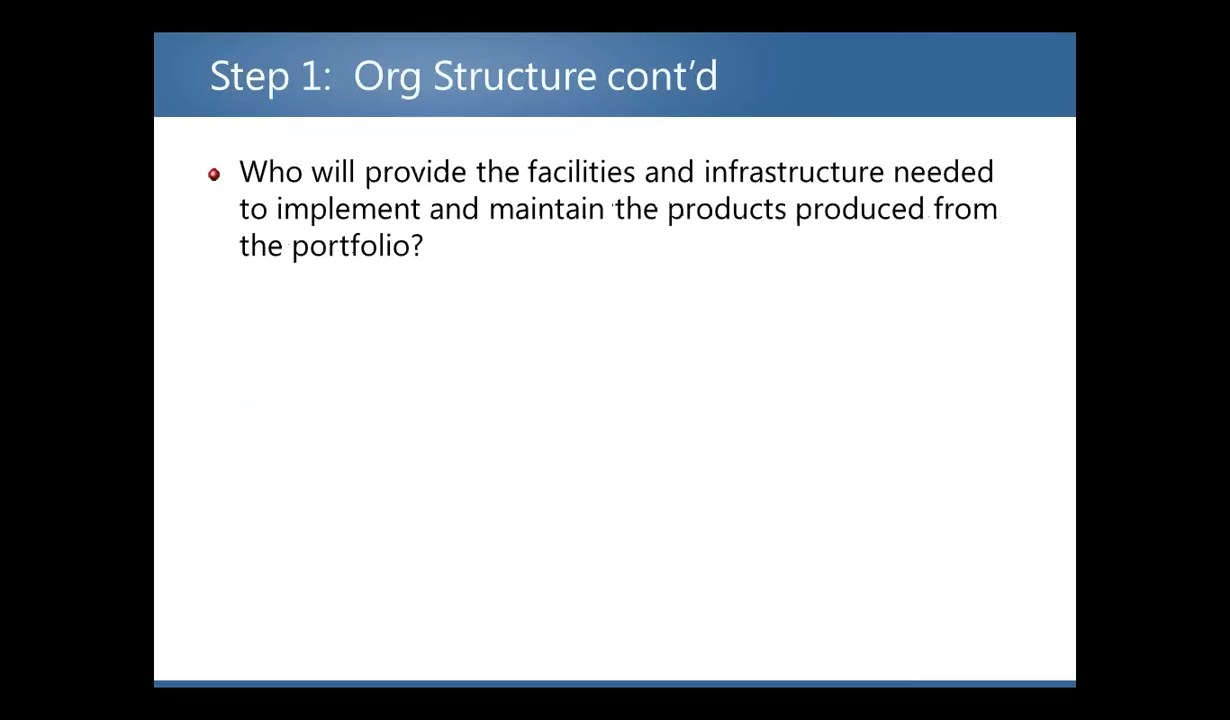 Step 1:  Org Structure cont’d
Who will provide the facilities and infrastructure needed
to implement and maintain the products produced from
the portfolio?